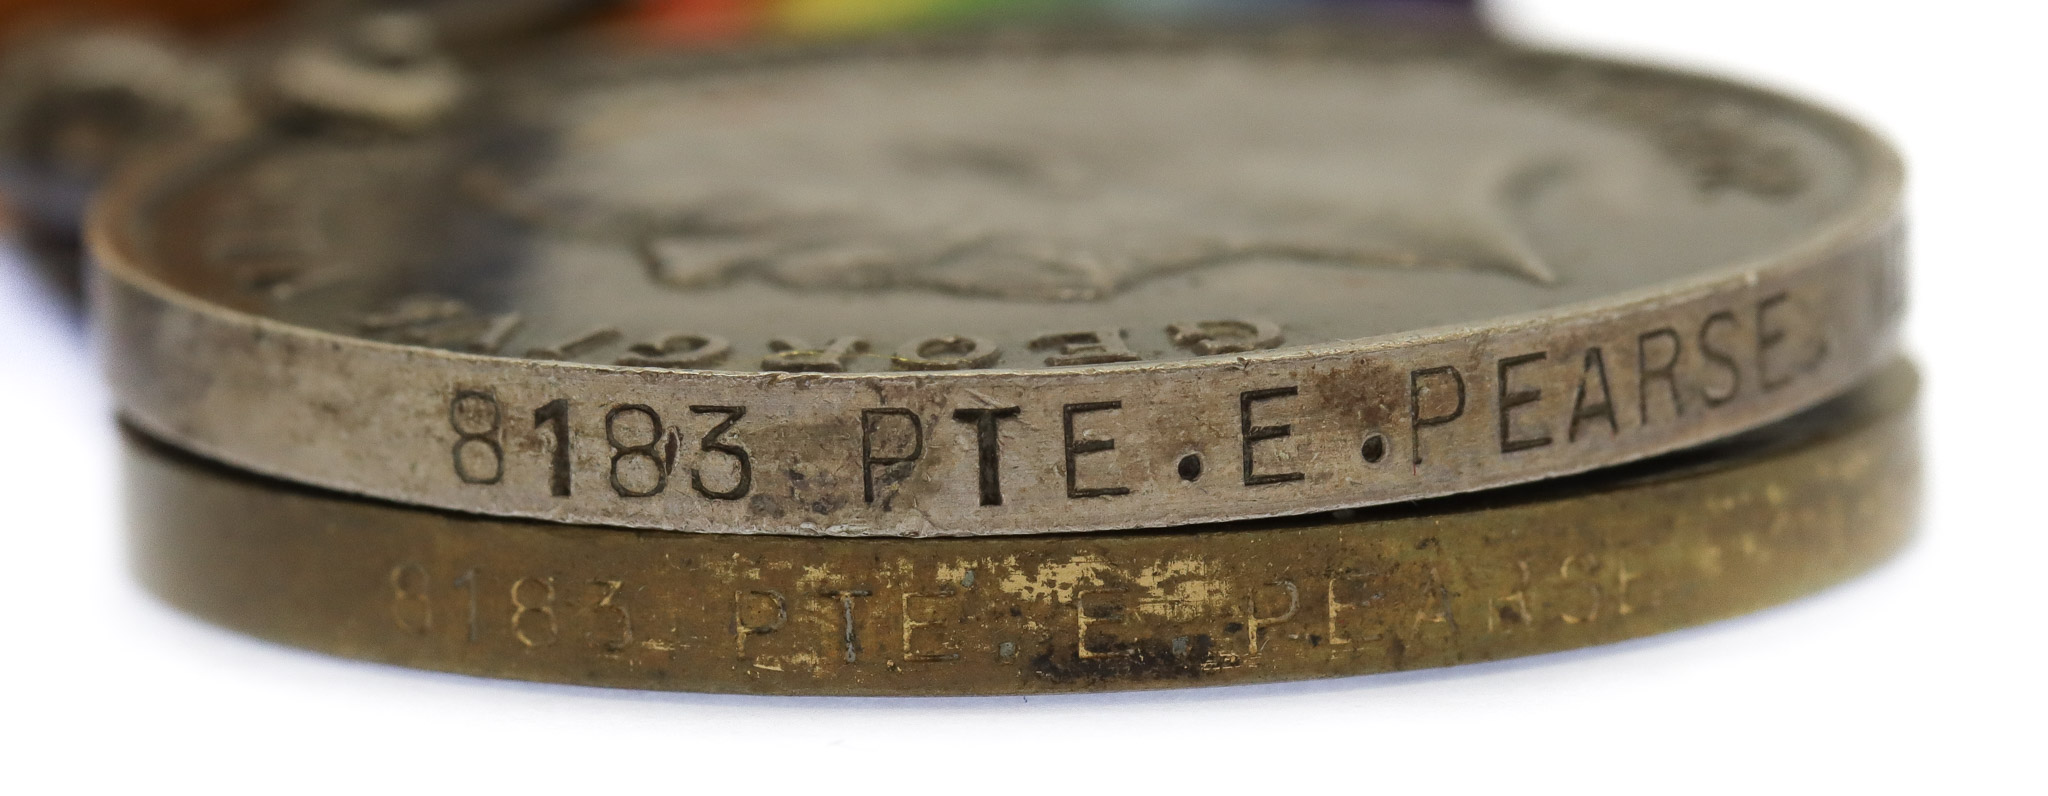 GEORGIVS
8183 PTE. E. PEARSE.
8183 PTE. E. PEARSE